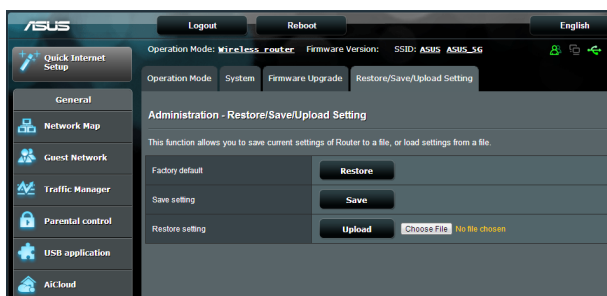 ASUS
Logout
Reboot
English
Operation Mode: Wireless router Firmware Version: SSID: ASUS ASUS_5G
Quick Internet
Setup
Operation Mode
System
Firmware Upgrade
Restore/Save/Upload Setting
General
Network Map
Guest Network
Traffic Manager
Parental control
USB application
AiCloud
Administration - Restore/Save/Upload Setting
This function allows you to save current settings of Router to a file, or load settings from a file.
Factory default
Restore
Save setting
Save
Restore setting
Upload
Choose File No file chosen